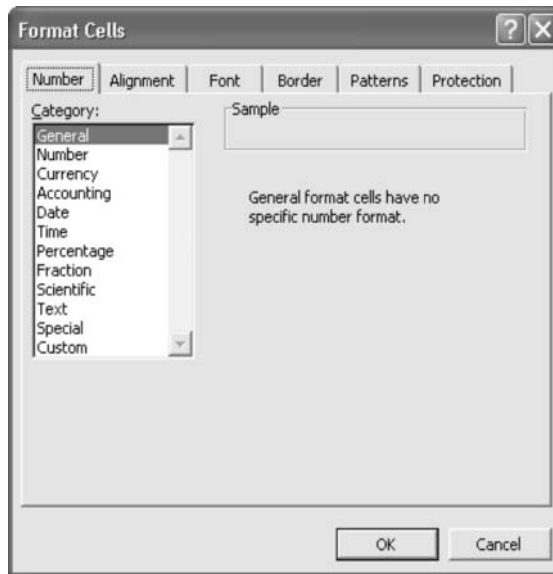 Format Cells
Number Alignment Font Border Patterns Protection
Category:
Sample
General
Number
Currency
Accounting
Date
Time
Percentage
Fraction
Scientific
Text
Special
Custom
General format cells have no
specific number format.
OK Cancel